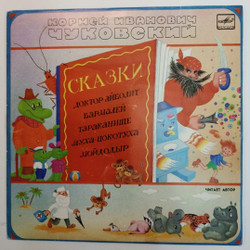 КОРНЕЙ ИВАНОВИЧ
ЧУКОВСКИЙ
СКАЗКИ
ДОКТОР АЙБОЛИТ
БАРМАЛЕЙ
ТАРАКАНИЩЕ
МУХА-ЦОКОТУХА
МОЙДОДЫР
ЧИТАЕТ АВТОР